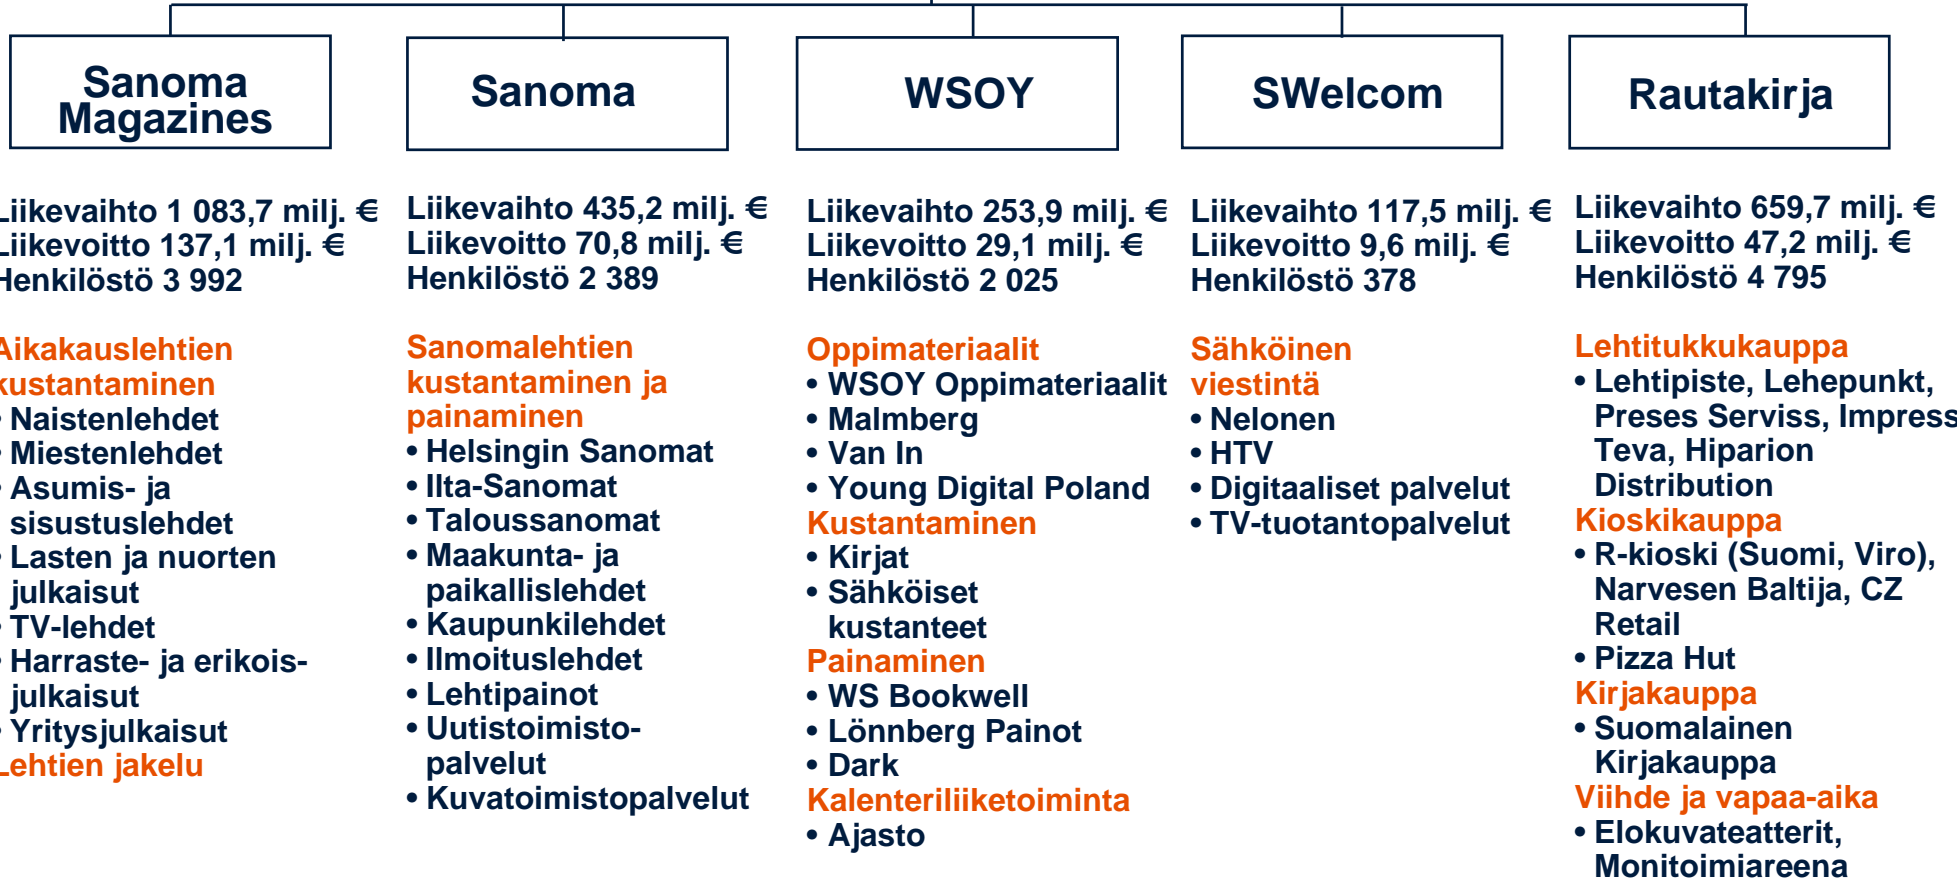 Sanoma
Magazines
Liikevaihto 1 083,7 milj. €
Liikevoitto 137,1 milj. €
Henkilöstö 3 992
Aikakauslehtien
kustantaminen
• Naistenlehdet
• Miestenlehdet
• Asumis- ja
sisustuslehdet
• Lasten ja nuorten
julkaisut
• TV-lehdet
• Harraste- ja erikois-
julkaisut
• Yritysjulkaisut
Lehtien jakelu
Sanoma
Liikevaihto 435,2 milj. €
Liikevoitto 70,8 milj. €
Henkilöstö 2 389
Sanomalehtien
kustantaminen ja
painaminen
• Helsingin Sanomat
• Ilta-Sanomat
• Taloussanomat
• Maakunta- ja
paikallislehdet
• Kaupunkilehdet
• Ilmoituslehdet
• Lehtipainot
• Uutistoimisto-
palvelut
• Kuvatoimistopalvelut
WSOY
Liikevaihto 253,9 milj. €
Liikevoitto 29,1 milj. €
Henkilöstö 2 025
Oppimateriaalit
• WSOY Oppimateriaalit
• Malmberg
• Van In
• Young Digital Poland
Kustantaminen
• Kirjat
• Sähköiset
kustanteet
Painaminen
• WS Bookwell
• Lönnberg Painot
• Dark
Kalenteriliiketoiminta
• Ajasto
SWelcom
Liikevaihto 117,5 milj. €
Liikevoitto 9,6 milj. €
Henkilöstö 378
Sähköinen
viestintä
• Nelonen
• HTV
• Digitaaliset palvelut
• TV-tuotantopalvelut
Rautakirja
Liikevaihto 659,7 milj. €
Liikevoitto 47,2 milj. €
Henkilöstö 4 795
Lehtitukkukauppa
• Lehtipiste, Lehepunkt,
Preses Serviss, Impress
Teva, Hiparion
Distribution
Kioskikauppa
• R-kioski (Suomi, Viro),
Narvesen Baltija, CZ
Retail
• Pizza Hut
Kirjakauppa
• Suomalainen
Kirjakauppa
Viihde ja vapaa-aika
• Elokuvateatterit,
Monitoimiareena